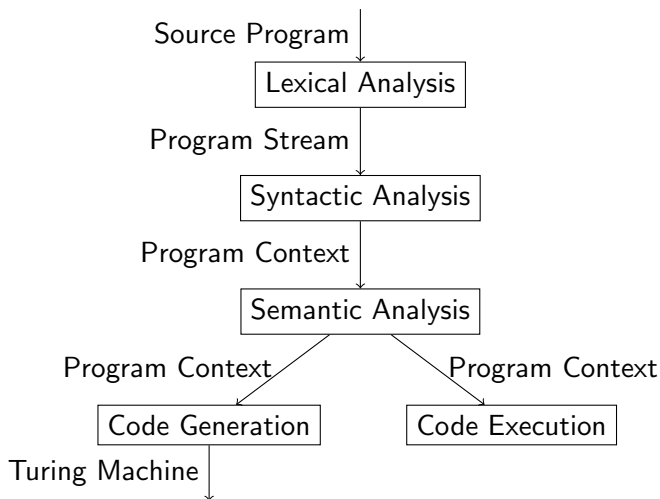 Source Program
Lexical Analysis
Program Stream
Syntactic Analysis
Program Context
Semantic Analysis
Program Context
Program Context
Code Generation
Code Execution
Turing Machine